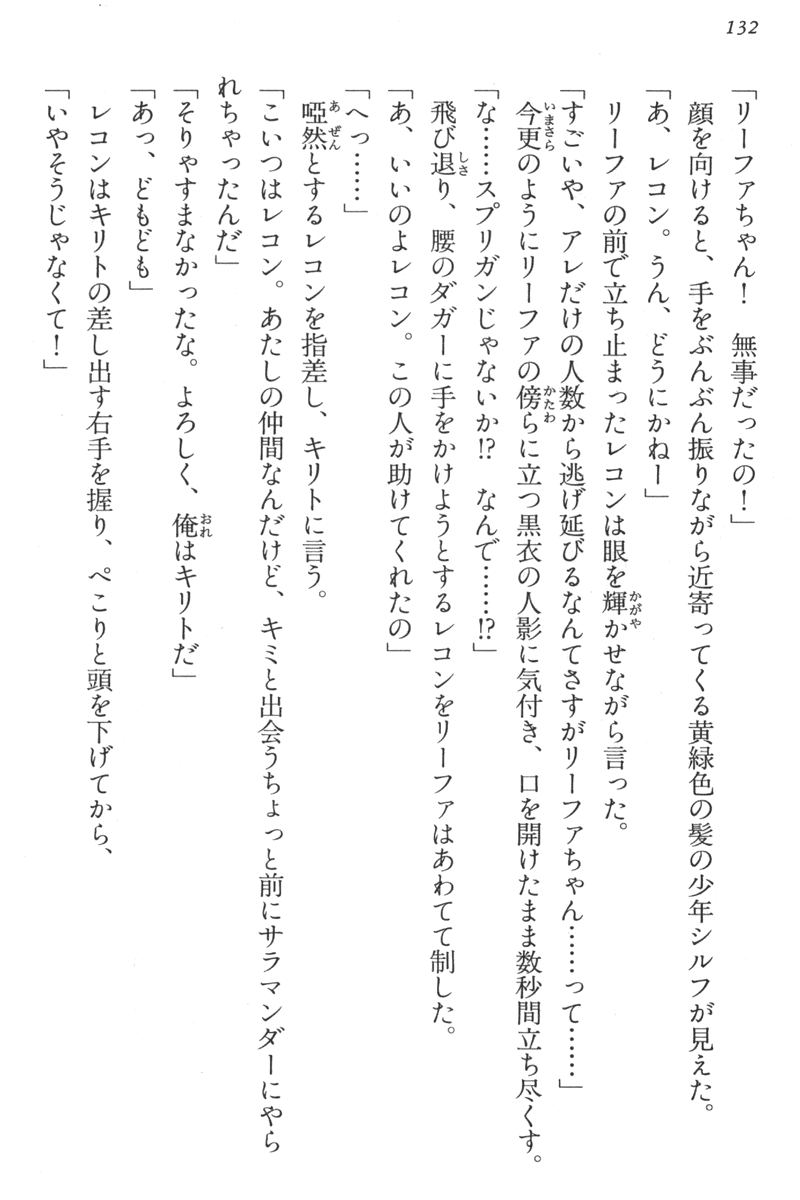 132
「リーファちゃん！　無事だったの！」
顔を向けると、手をぶんぶん振りながら近寄ってくる黄緑色の髪の少年シルフが見えた。
「あ、レコン。うん、どうにかねー」
リーファの前で立ち止まったレコンは眼を輝かせながら言った。
「すごいや、アレだけの人数から逃げ延びるなんてさすがリーファちゃん……って……」
今更のようにリーファの傍らに立つ黒衣の人影に気付き、口を開けたまま数秒間立ち尽くす。
「な……スプリガンじゃないか!?　なんで……!?」
飛び退り、腰のダガーに手をかけようとするレコンをリーファはあわてて制した。
「あ、いいのよレコン。この人が助けてくれたの」
「へっ……」
啞然とするレコンを指差し、キリトに言う。
「こいつはレコン。あたしの仲間なんだけど、キミと出会うちょっと前にサラマンダーにやら
れちゃったんだ」
「そりゃすまなかったな。よろしく、俺はキリトだ」
「あっ、どもども」
レコンはキリトの差し出す右手を握り、ぺこりと頭を下げてから、
「いやそうじゃなくて！」